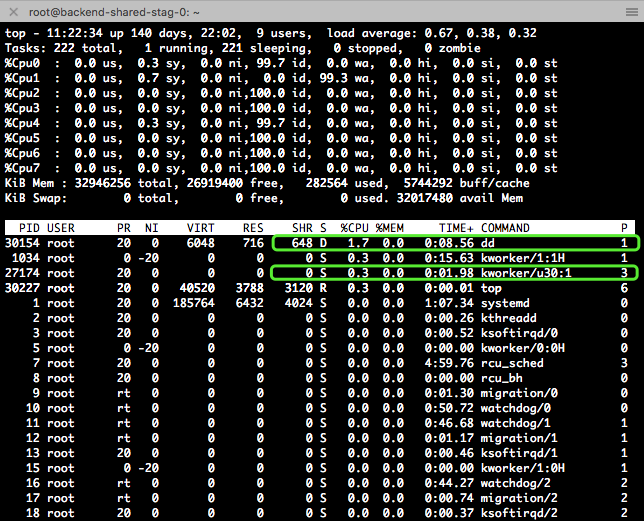 root@backend-shared-stag-0: ~
top - 11:22:34 up 140 days, 22:02,  9 users,  load average: 0.67, 0.38, 0.32
Tasks: 222 total,   1 running, 221 sleeping,   0 stopped,   0 zombie
%Cpu0  :  0.0 us,  0.3 sy,  0.0 ni, 99.7 id,  0.0 wa,  0.0 hi,  0.0 si,  0.0 st
%Cpu1  :  0.0 us,  0.7 sy,  0.0 ni,  0.0 id, 99.3 wa,  0.0 hi,  0.0 si,  0.0 st
%Cpu2  :  0.0 us,  0.0 sy,  0.0 ni,100.0 id,  0.0 wa,  0.0 hi,  0.0 si,  0.0 st
%Cpu3  :  0.0 us,  0.0 sy,  0.0 ni,100.0 id,  0.0 wa,  0.0 hi,  0.0 si,  0.0 st
%Cpu4  :  0.0 us,  0.3 sy,  0.0 ni, 99.7 id,  0.0 wa,  0.0 hi,  0.0 si,  0.0 st
%Cpu5  :  0.0 us,  0.0 sy,  0.0 ni,100.0 id,  0.0 wa,  0.0 hi,  0.0 si,  0.0 st
%Cpu6  :  0.0 us,  0.0 sy,  0.0 ni,100.0 id,  0.0 wa,  0.0 hi,  0.0 si,  0.0 st
%Cpu7  :  0.0 us,  0.0 sy,  0.0 ni,100.0 id,  0.0 wa,  0.0 hi,  0.0 si,  0.0 st
KiB Mem : 32946256 total, 26919400 free,   282564 used,  5744292 buff/cache
KiB Swap:        0 total,        0 free,        0 used. 32017480 avail Mem
PID USER PR NI VIRT RES SHR S %CPU %MEM TIME+ COMMAND P
30154 root 20 0 6048 716 648 D 1.7 0.0 0:08.56 dd 1
1034 root 0 -20 0 0 0 S 0.3 0.0 0:15.63 kworker/1:1H 1
27174 root 20 0 0 0 0 S 0.3 0.0 0:01.98 kworker/u30:1 3
30227 root 20 0 40520 3788 3120 R 0.3 0.0 0:00.01 top 6
1 root 20 0 185764 6432 4024 S 0.0 0.0 1:07.34 systemd 0
2 root 20 0 0 0 0 S 0.0 0.0 0:00.26 kthreadd 0
3 root 20 0 0 0 0 S 0.0 0.0 0:00.52 ksoftirqd/0 0
5 root 0 -20 0 0 0 S 0.0 0.0 0:00.00 kworker/0:0H 0
7 root 20 0 0 0 0 S 0.0 0.0 4:59.76 rcu_sched 3
8 root 20 0 0 0 0 S 0.0 0.0 0:00.00 rcu_bh 0
9 root rt 0 0 0 0 S 0.0 0.0 0:01.30 migration/0 0
10 root rt 0 0 0 0 S 0.0 0.0 0:50.72 watchdog/0 0
11 root rt 0 0 0 0 S 0.0 0.0 0:46.68 watchdog/1 1
12 root rt 0 0 0 0 S 0.0 0.0 0:01.17 migration/1 1
13 root 20 0 0 0 0 S 0.0 0.0 0:00.46 ksoftirqd/1 1
15 root 0 -20 0 0 0 S 0.0 0.0 0:00.00 kworker/1:0H 1
16 root rt 0 0 0 0 S 0.0 0.0 0:44.27 watchdog/2 2
17 root rt 0 0 0 0 S 0.0 0.0 0:00.74 migration/2 2
18 root 20 0 0 0 0 S 0.0 0.0 0:00.37 ksoftirqd/2 2